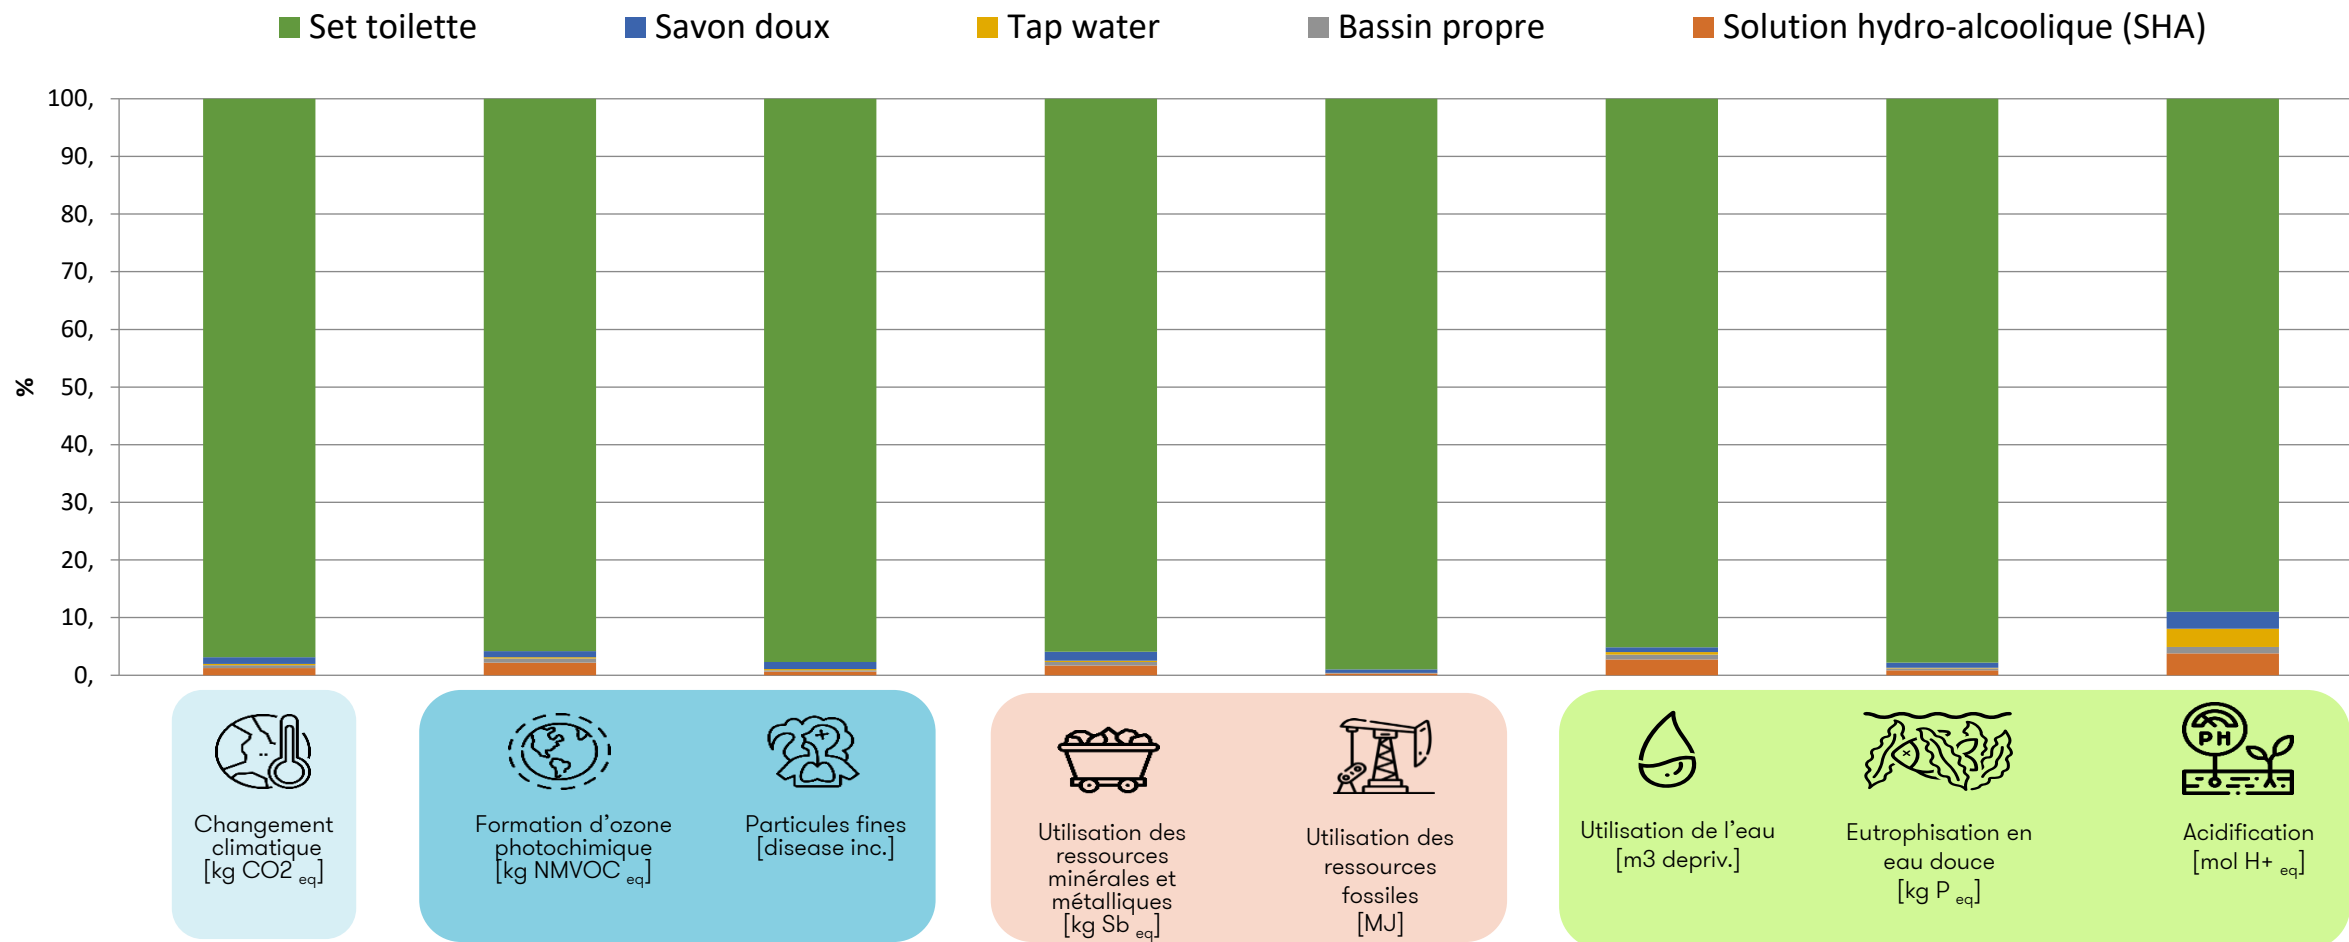 Set toilette
Savon doux
Tap water
Bassin propre
Solution hydro-alcoolique (SHA)
100,
90,
80,
70,
60,
50,
40,
30,
20,
10,
0,
%
Changement
climatique
[kg CO2 eq]
Formation d'ozone
photochimique
[kg NMVOC eq]
Particules fines
[disease inc.]
Utilisation des
ressources
minérales et
métalliques
[kg Sb eq]
Utilisation des
ressources
fossiles
[MJ]
Utilisation de l'eau
[m3 depriv.]
Eutrophisation en
eau douce
[kg P eq]
PH
Acidification
[mol H+ eq]